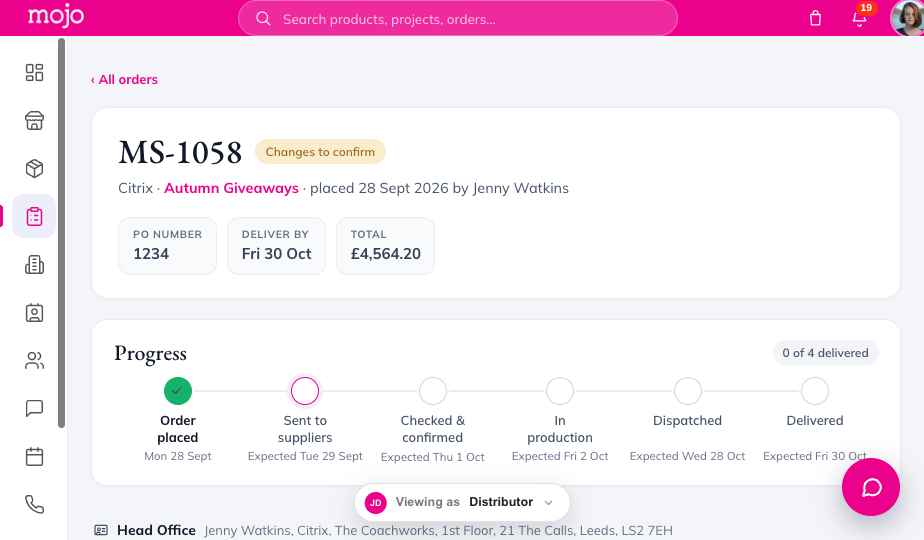 mojo
Search products, projects, orders...
19
‹ All orders
MS-1058
Changes to confirm
Citrix · Autumn Giveaways · placed 28 Sept 2026 by Jenny Watkins
PO NUMBER
1234
DELIVER BY
Fri 30 Oct
TOTAL
£4,564.20
Progress
0 of 4 delivered
Order
placed
Mon 28 Sept
Sent to
suppliers
Expected Tue 29 Sept
Checked &
confirmed
Expected Thu 1 Oct
In
production
Expected Fri 2 Oct
Dispatched
Expected Wed 28 Oct
Delivered
Expected Fri 30 Oct
JD Viewing as Distributor
Head Office Jenny Watkins, Citrix, The Coachworks, 1st Floor, 21 The Calls, Leeds, LS2 7EH